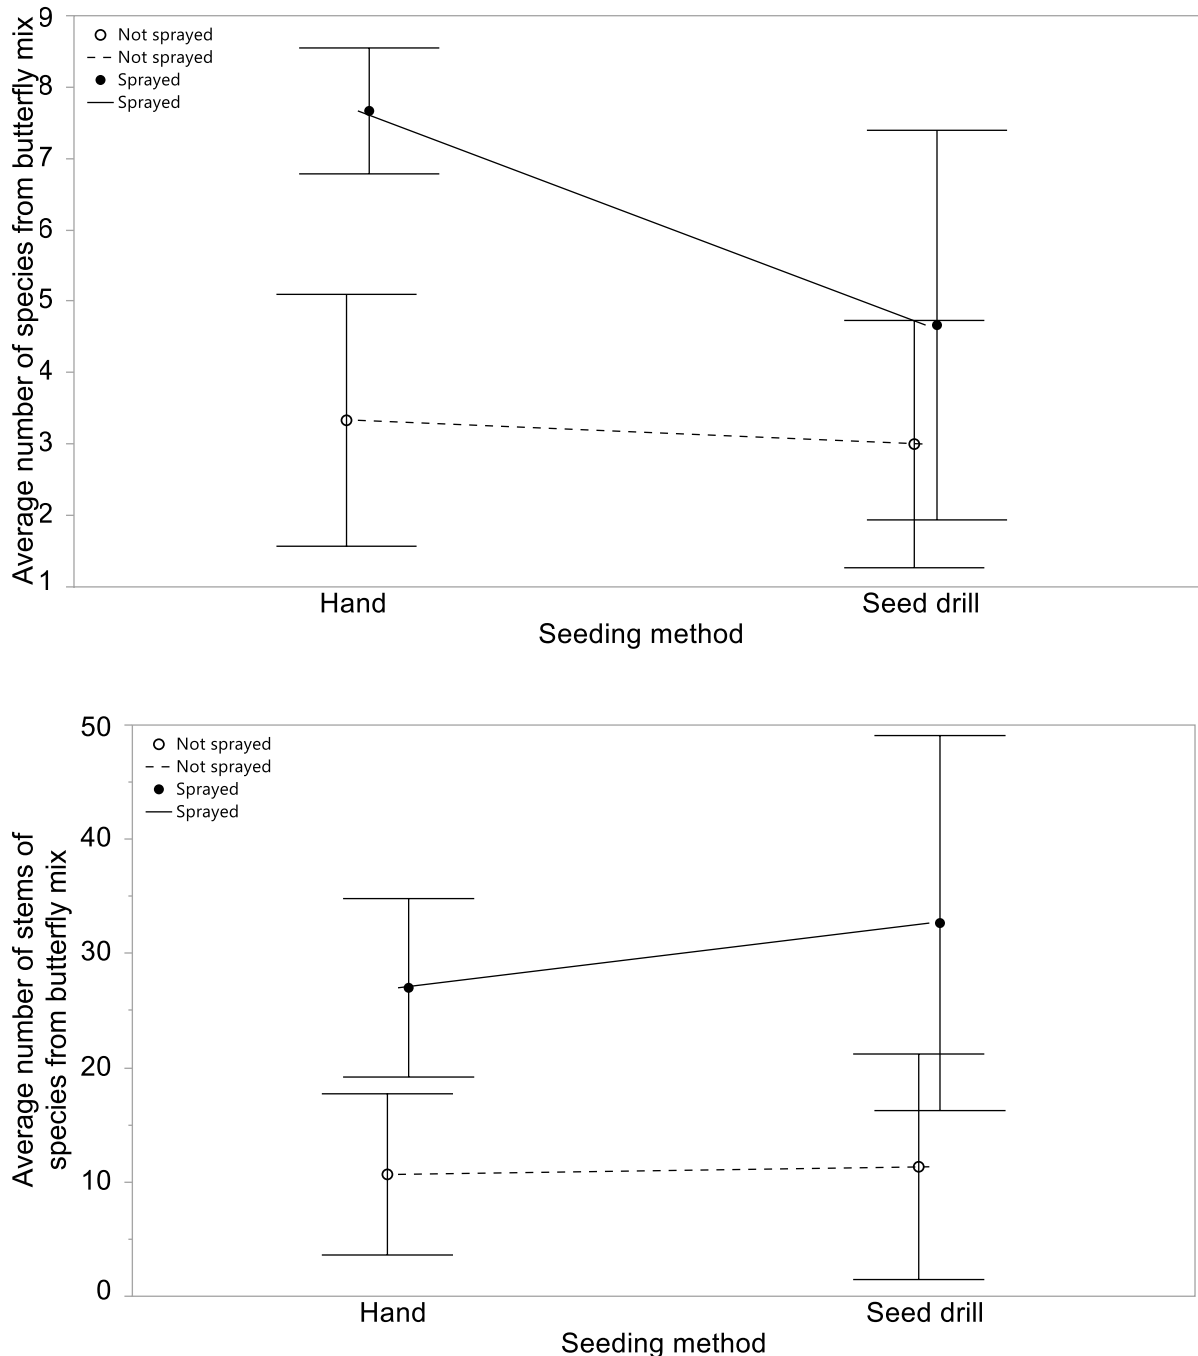 Average number of species from butterfly mix
9
8
7
6
5
4
3
2
1
Not sprayed
Not sprayed
Sprayed
Sprayed
Hand
Seed drill
Seeding method
Average number of stems of
species from butterfly mix
50
40
30
20
10
0
Not sprayed
Not sprayed
Sprayed
Sprayed
Hand
Seed drill
Seeding method